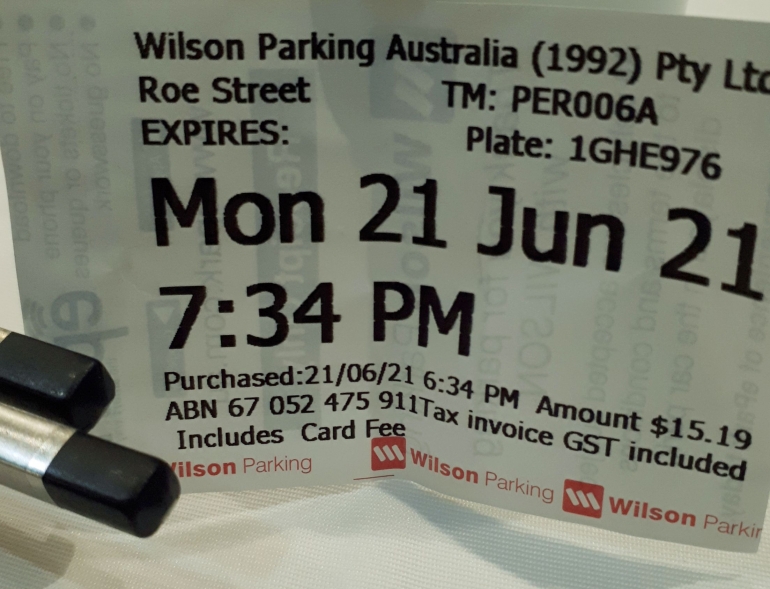 Wilson Parking Australia (1992) Pty Ltd
Roe Street TM: PER006A
EXPIRES: Plate: 1GHE976
Mon 21 Jun 21
7:34 PM
Purchased:21/06/21 6:34 PM Amount $15.19
ABN 67 052 475 911Tax invoice GST included
Includes Card Fee
Wilson Parking Wilson Parking Wilson Parkin